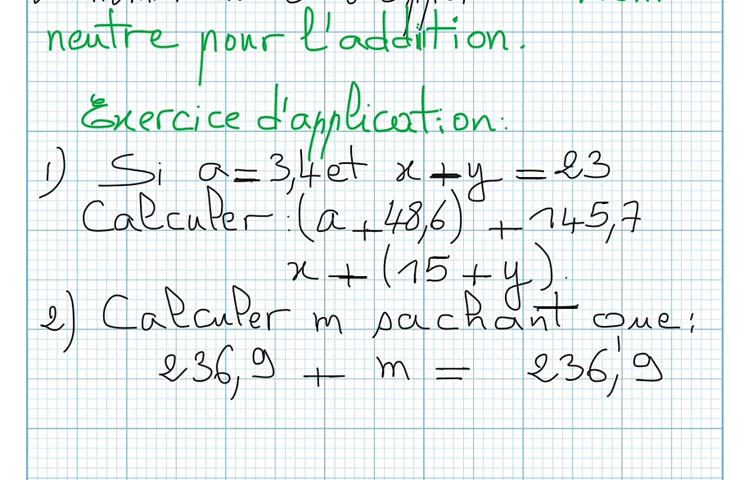 neutre pour l'addition.
Exercice d'application:
1) Si a=3,4 et x+y=23
Calculer:(a+48,6)+145,7
x+(15+y).
2) Calculer m sachant que:
236,9 + m = 236,9